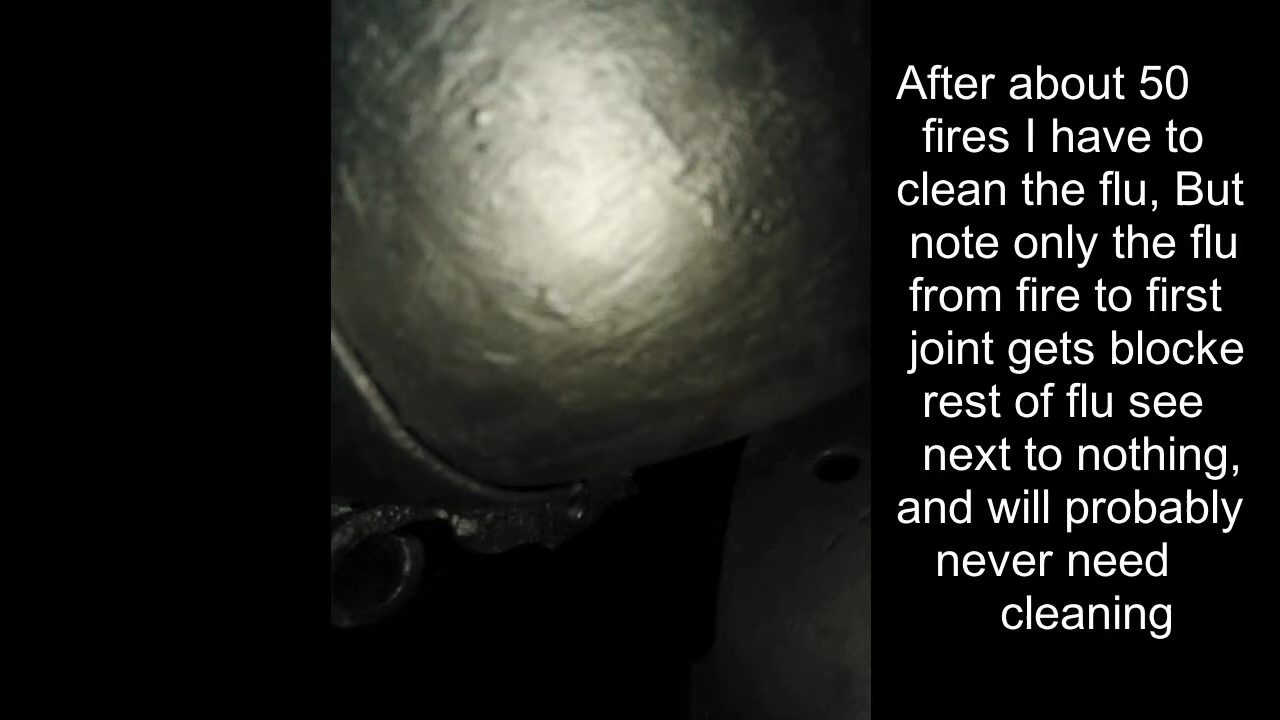 After about 50
fires I have to
clean the flu, But
note only the flu
from fire to first
joint gets blocke
rest of flu see
next to nothing,
and will probably
never need
cleaning